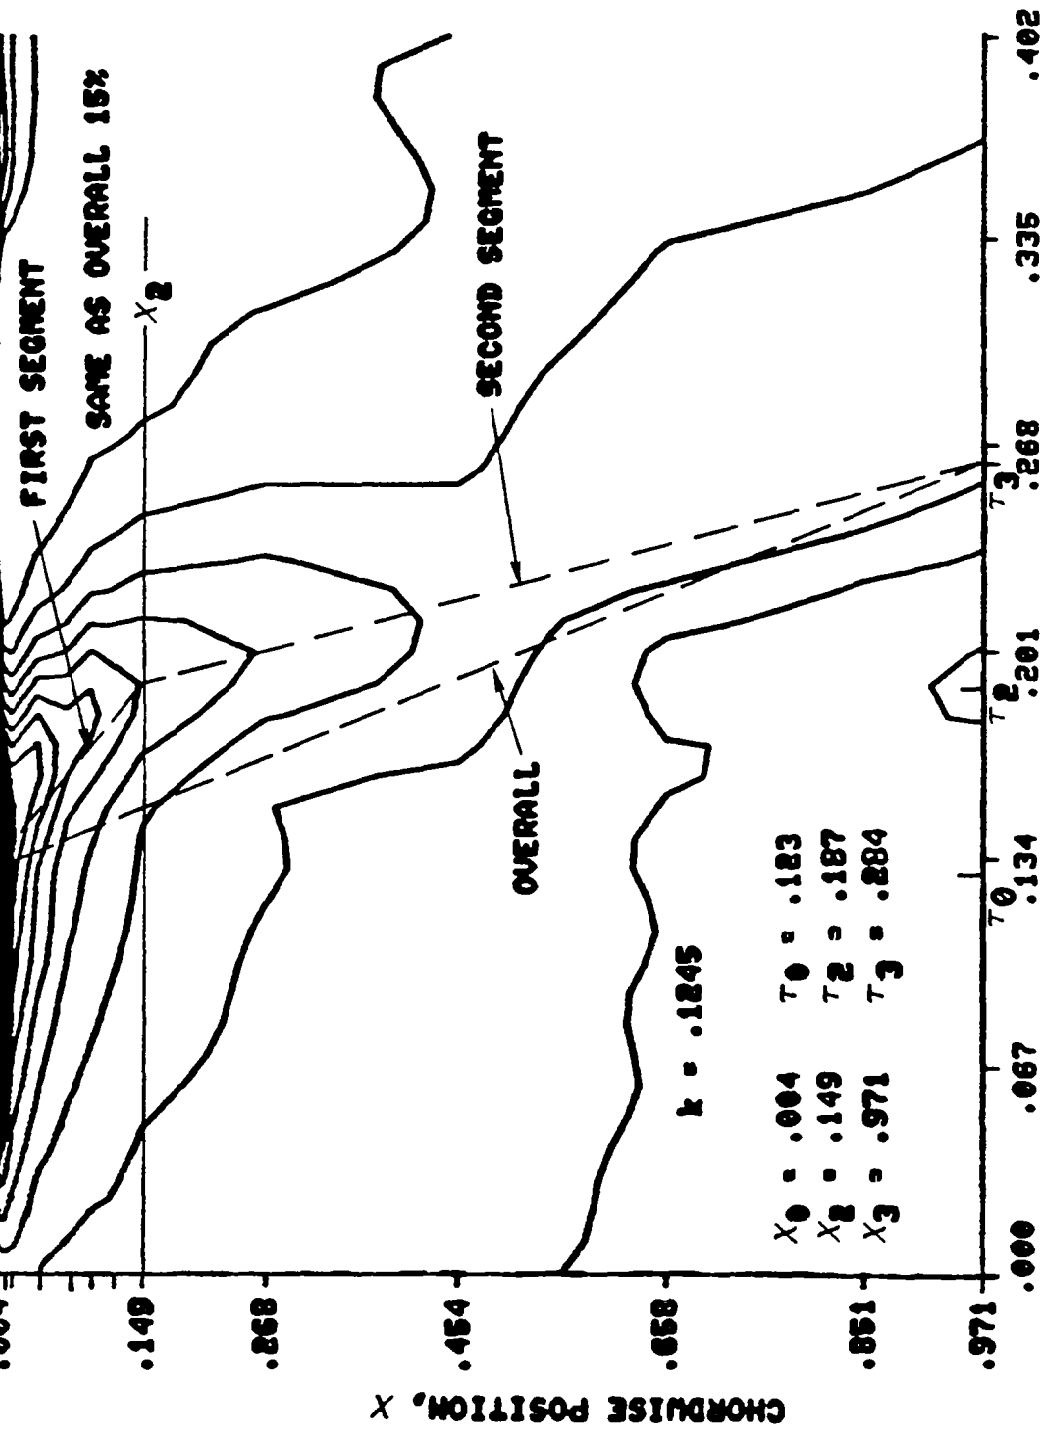 FIRST SEGMENT
SAME AS OVERALL 15%
X2
SECOND SEGMENT
OVERALL
k = .1245
X0 = .004 τ0 = .123
X2 = .149 τ2 = .187
X3 = .971 τ3 = .264
.149
.268
.454
.658
.851
.971
CHORDWISE POSITION, X
τ0 τ2 τ3
.000 .067 .134 .201 .268 .335 .402